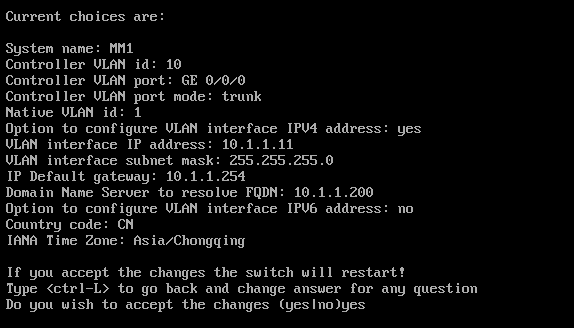 Current choices are:
System name: MM1
Controller VLAN id: 10
Controller VLAN port: GE 0/0/0
Controller VLAN port mode: trunk
Native VLAN id: 1
Option to configure VLAN interface IPV4 address: yes
VLAN interface IP address: 10.1.1.11
VLAN interface subnet mask: 255.255.255.0
IP Default gateway: 10.1.1.254
Domain Name Server to resolve FQDN: 10.1.1.200
Option to configure VLAN interface IPV6 address: no
Country code: CN
IANA Time Zone: Asia/Chongqing
If you accept the changes the switch will restart!
Type <ctrl-L> to go back and change answer for any question
Do you wish to accept the changes (yes|no)yes